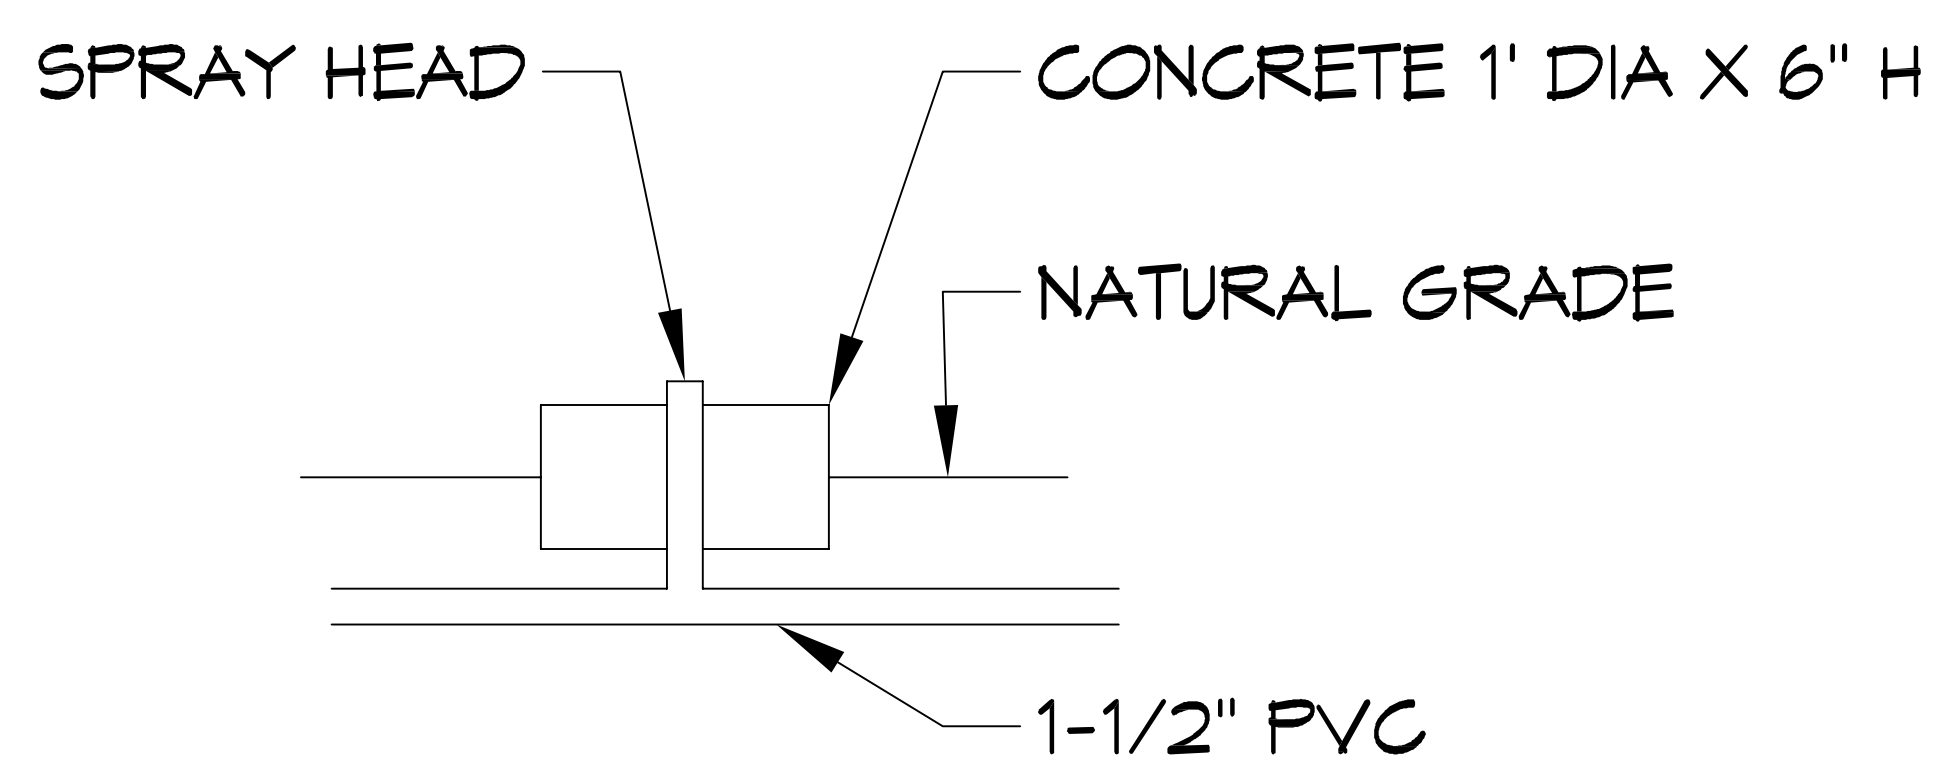 SPRAY HEAD
CONCRETE 1' DIA X 6" H
NATURAL GRADE
1-1/2" PVC